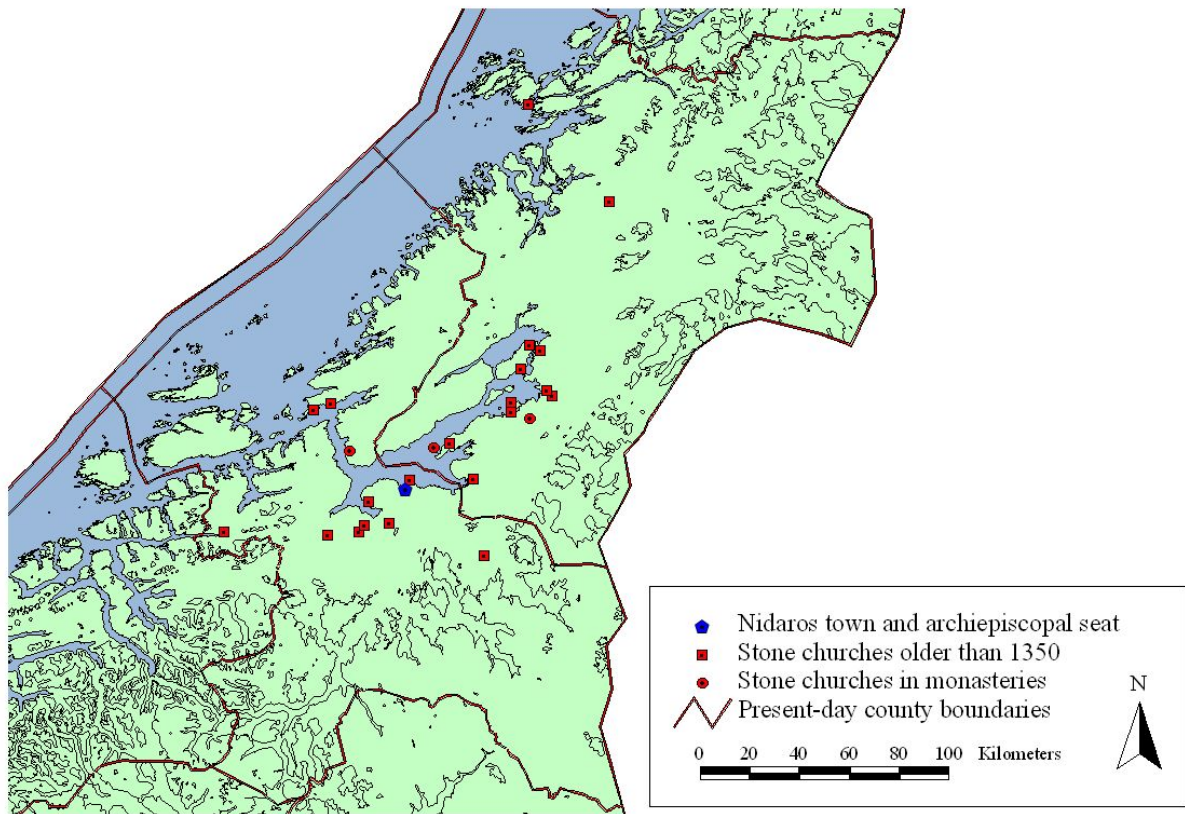 Nidaros town and archiepiscopal seat
Stone churches older than 1350
Stone churches in monasteries
Present-day county boundaries
0 20 40 60 80 100 Kilometers
N